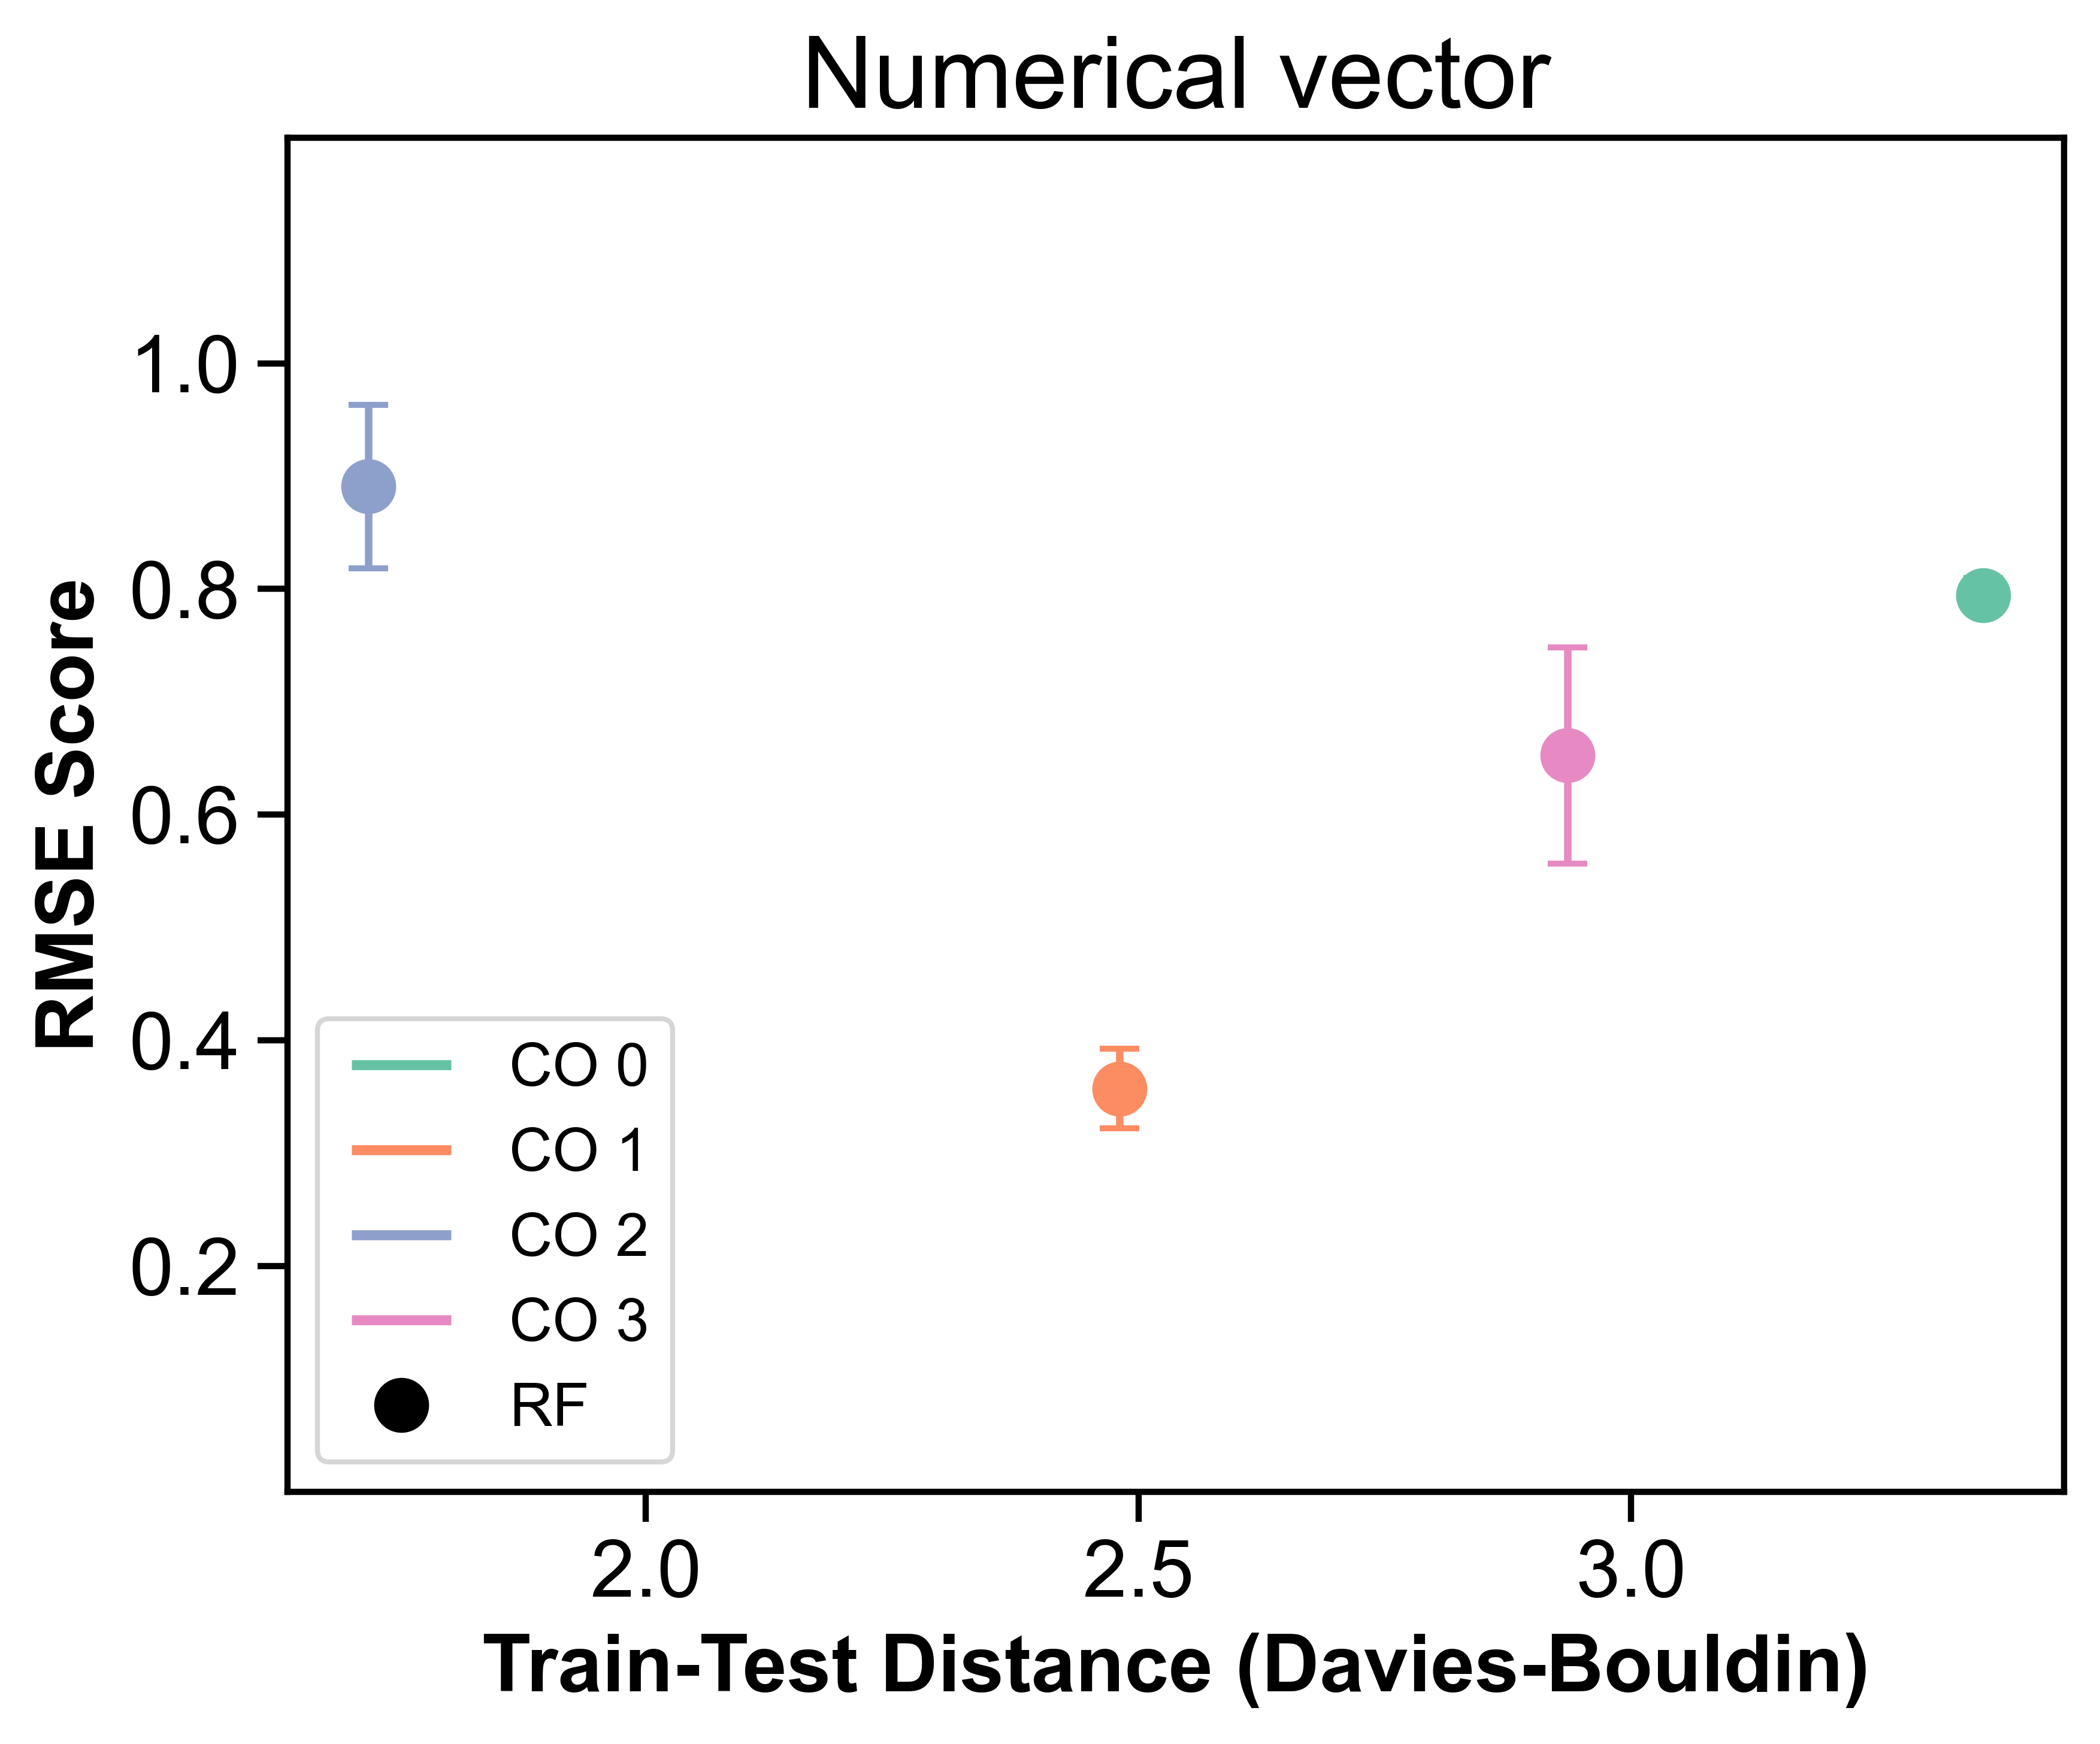 Numerical vector
RMSE Score
1.0
0.8
0.6
0.4
0.2
CO 0
CO 1
CO 2
CO 3
RF
2.0 2.5 3.0
Train-Test Distance (Davies-Bouldin)